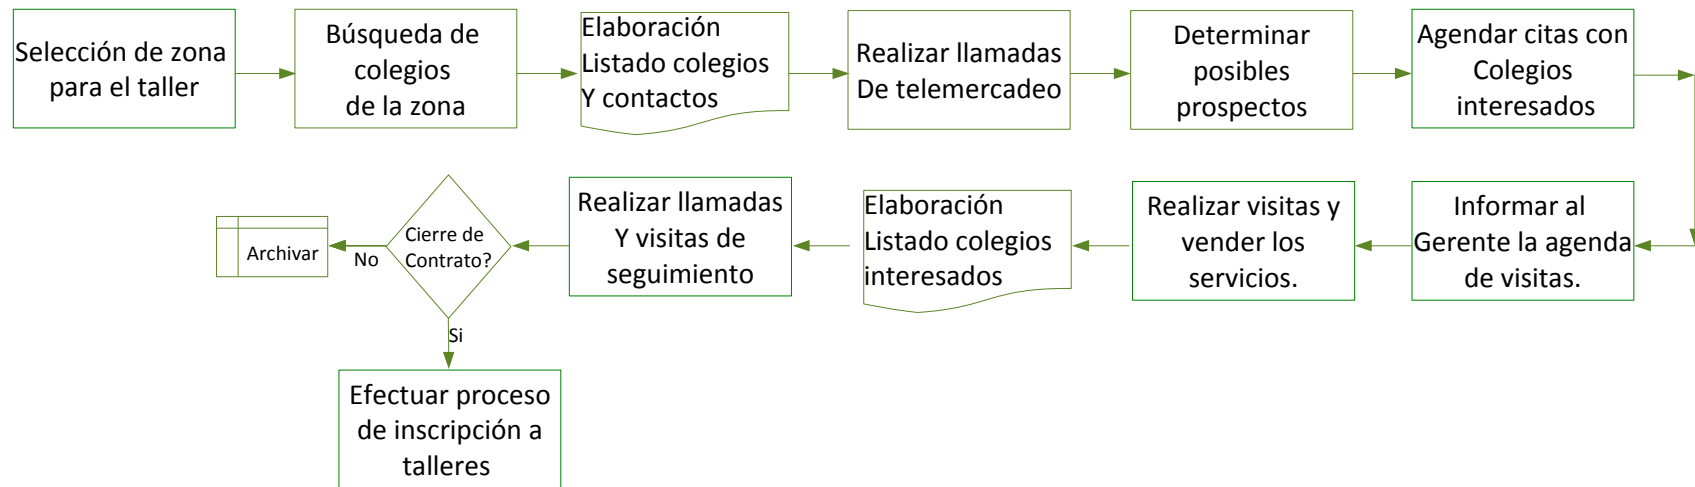 Selección de zona
para el taller
Búsqueda de
colegios
de la zona
Elaboración
Listado colegios
Y contactos
Realizar llamadas
De telemercadeo
Determinar
posibles
prospectos
Agendar citas con
Colegios
interesados
Informar al
Gerente la agenda
de visitas.
Realizar visitas y
vender los
servicios.
Elaboración
Listado colegios
interesados
Realizar llamadas
Y visitas de
seguimiento
Cierre de
Contrato?
No
Archivar
Si
Efectuar proceso
de inscripción a
talleres